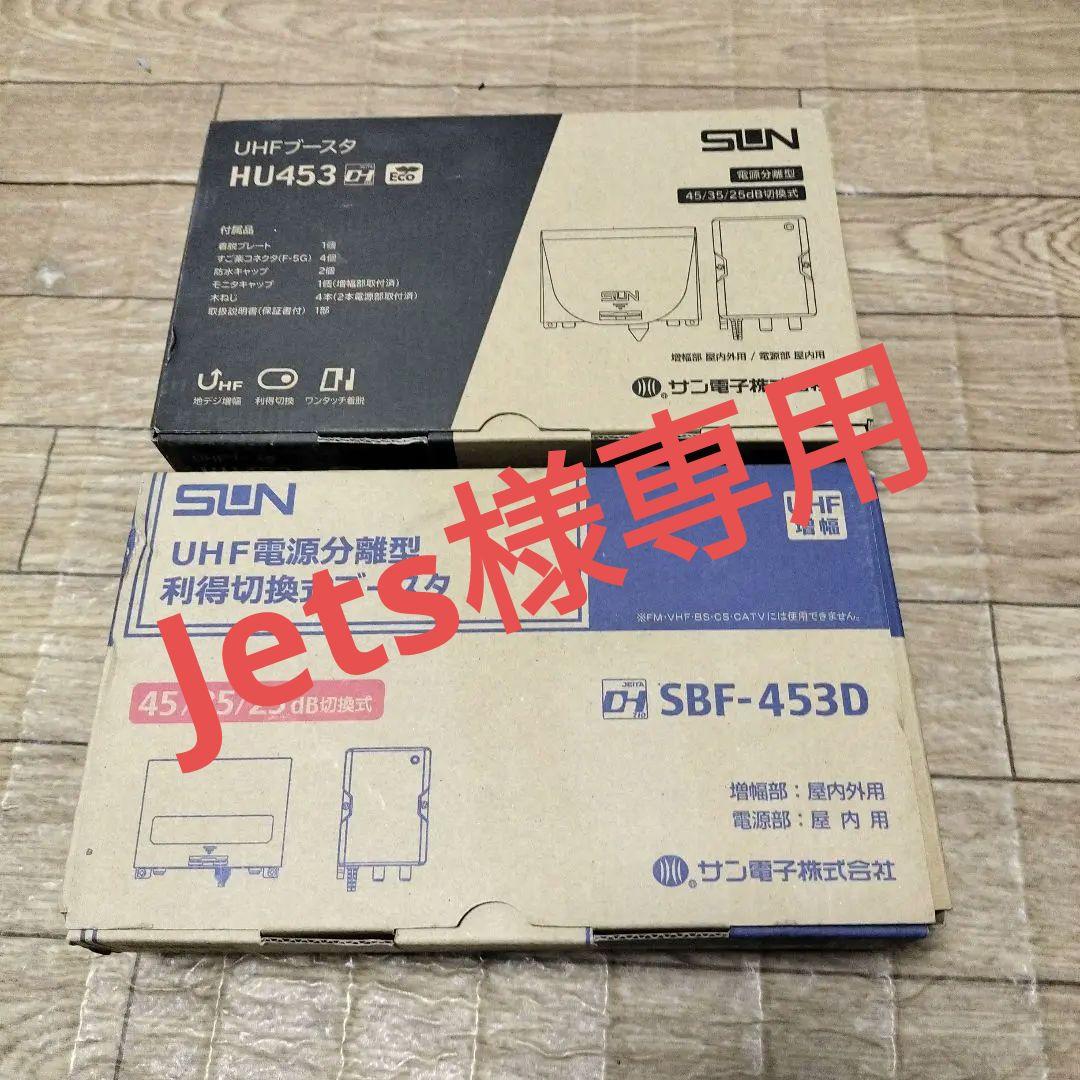 UHFブースタ
HU453 JEITA DH Eco
付属品
着脱プレート 1個
すご楽コネクタ(F-5G) 4個
防水キャップ 2個
モニタキャップ 1個(増幅部取付済)
木ねじ 4本(2本電源部取付済)
取扱説明書(保証書付) 1部
UHF
地デジ増幅 利得切換 ワンタッチ着脱
SUN
電源分離型
45/35/25dB切換式
SUN
増幅部 屋内外用 / 電源部 屋内用
サン電子株式会社
Jets様専用
SUN
UHF電源分離型
利得切換式ブースタ
UHF
増幅
※FM・VHF・BS・CS・CATVには使用できません。
45/35/25dB切換式
JEITA DH 710 SBF-453D
増幅部:屋内外用
電源部:屋内用
サン電子株式会社